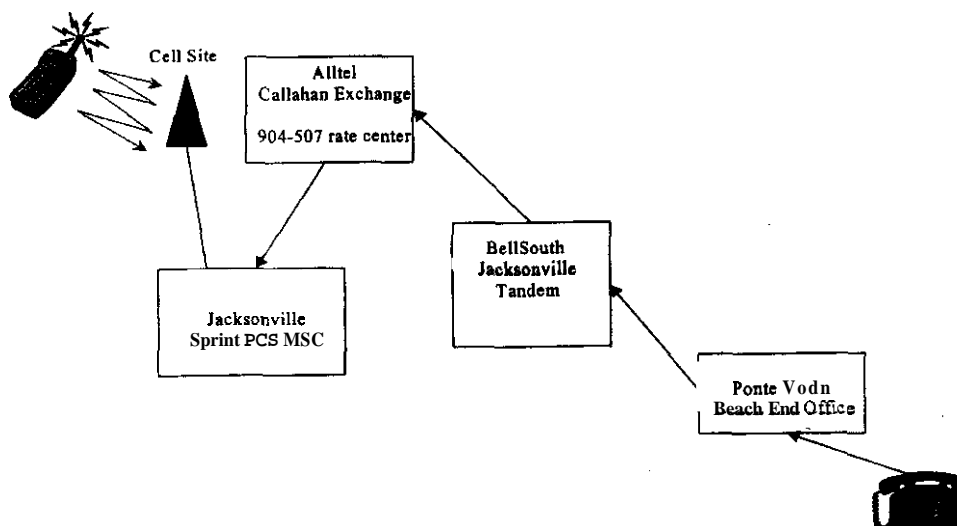 Cell Site
Alltel
Callahan Exchange
904-507 rate center
BellSouth
Jacksonville
Tandem
Jacksonville
Sprint PCS MSC
Ponte Vodn
Beach End Office